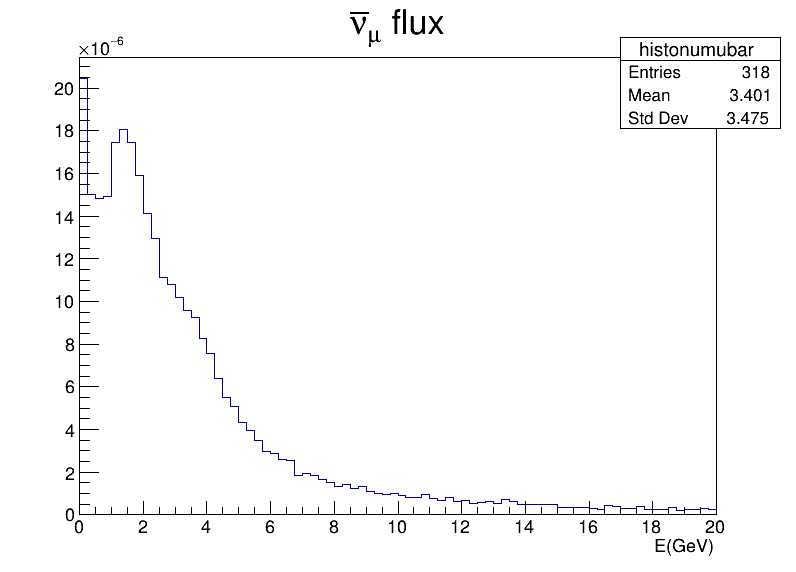 ν̅μ flux
×10⁻⁶
histonumubar
Entries 318
Mean 3.401
Std Dev 3.475
20
18
16
14
12
10
8
6
4
2
0
0 2 4 6 8 10 12 14 16 18 20
E(GeV)